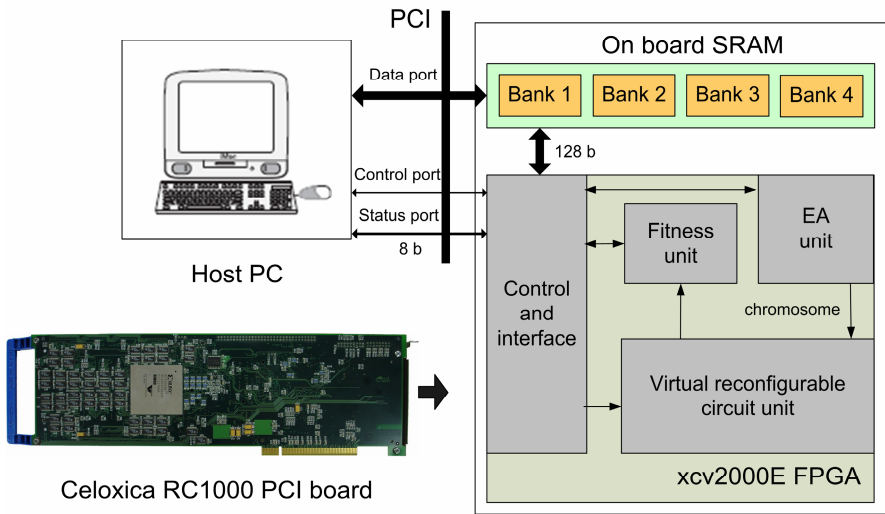 PCI
On board SRAM
Data port
Bank 1
Bank 2
Bank 3
Bank 4
iMac
128 b
Control port
Status port
8 b
Host PC
EA
unit
Fitness
unit
Control
and
interface
chromosome
Virtual reconfigurable
circuit unit
xcv2000E FPGA
XILINX
Celoxica RC1000 PCI board